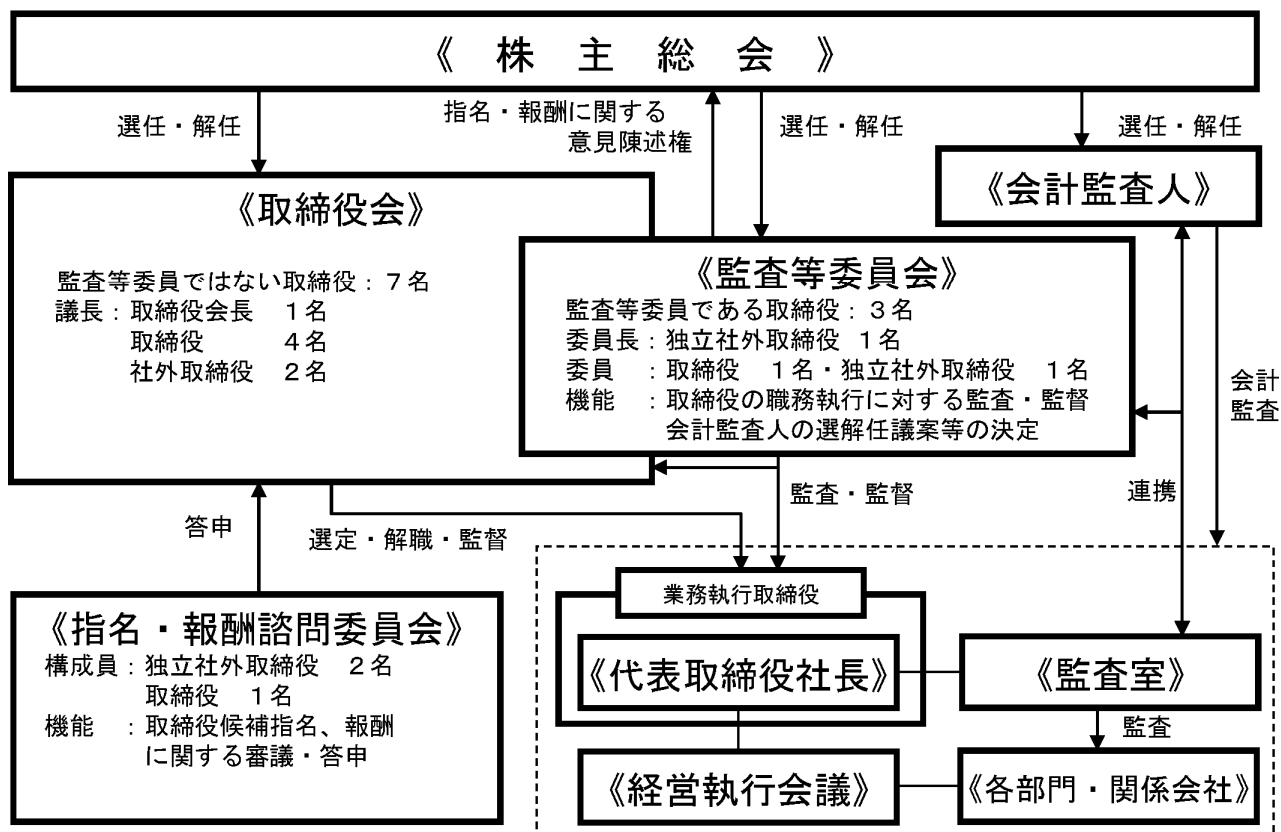 《　株　主　総　会　》
選任・解任
指名・報酬に関する
意見陳述権
選任・解任
選任・解任
《会計監査人》
《取締役会》
監査等委員ではない取締役：７名
議長：取締役会長　１名
取締役　　　４名
社外取締役　２名
《監査等委員会》
監査等委員である取締役：３名
委員長：独立社外取締役　１名
委員　：取締役　１名・独立社外取締役　１名
機能　：取締役の職務執行に対する監査・監督
会計監査人の選解任議案等の決定
会計
監査
監査・監督
連携
答申
選定・解職・監督
《指名・報酬諮問委員会》
構成員：独立社外取締役　２名
取締役　１名
機能　：取締役候補指名、報酬
に関する審議・答申
業務執行取締役
《代表取締役社長》
《監査室》
監査
《経営執行会議》
《各部門・関係会社》